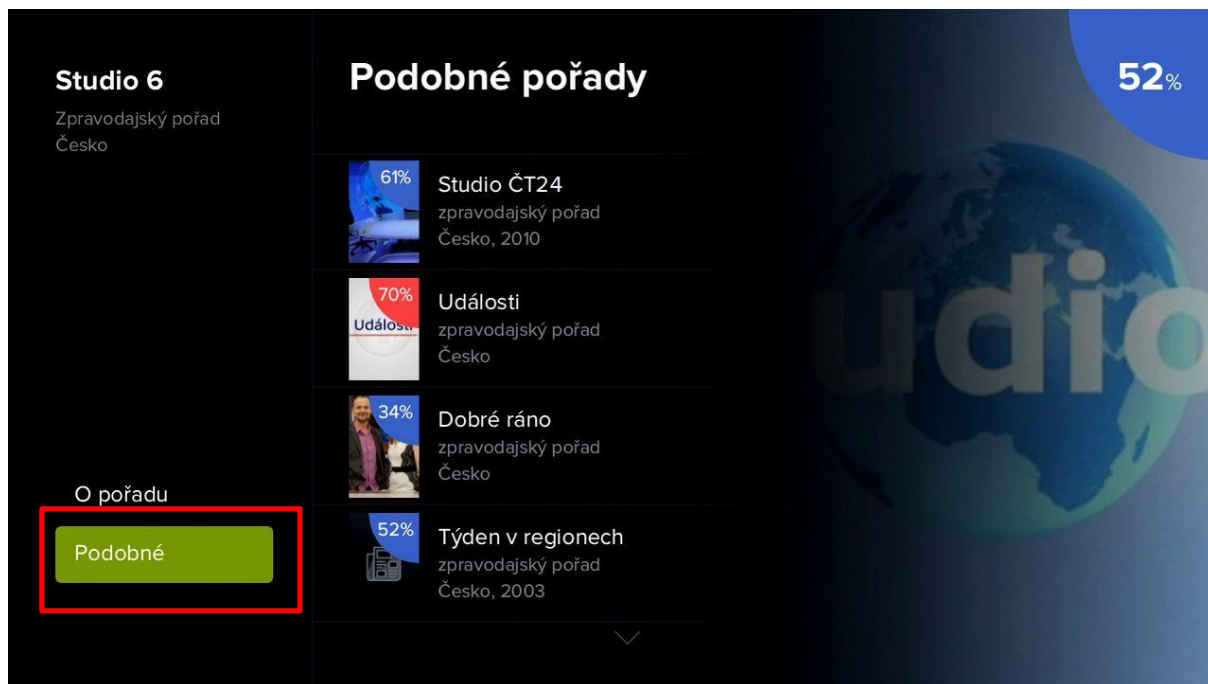 Studio 6
Zpravodajský pořad
Česko
O pořadu
Podobné
Podobné pořady
61%
Studio ČT24
zpravodajský pořad
Česko, 2010
70%
Události
Události
zpravodajský pořad
Česko
34%
Dobré ráno
zpravodajský pořad
Česko
52%
Týden v regionech
zpravodajský pořad
Česko, 2003
52%
udio